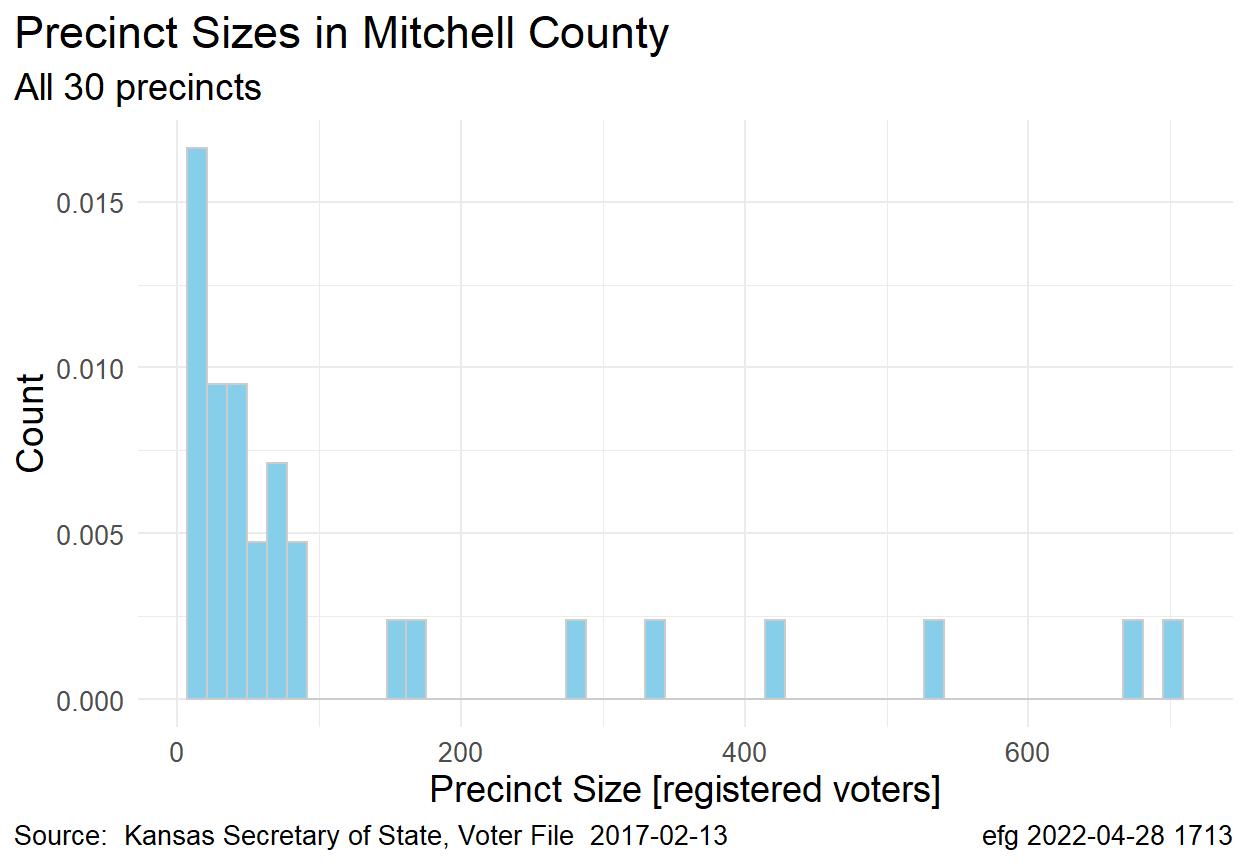 Precinct Sizes in Mitchell County
All 30 precincts
0.015
0.010
0.005
0.000
Count
0 200 400 600
Precinct Size [registered voters]
Source:  Kansas Secretary of State, Voter File  2017-02-13 efg 2022-04-28 1713